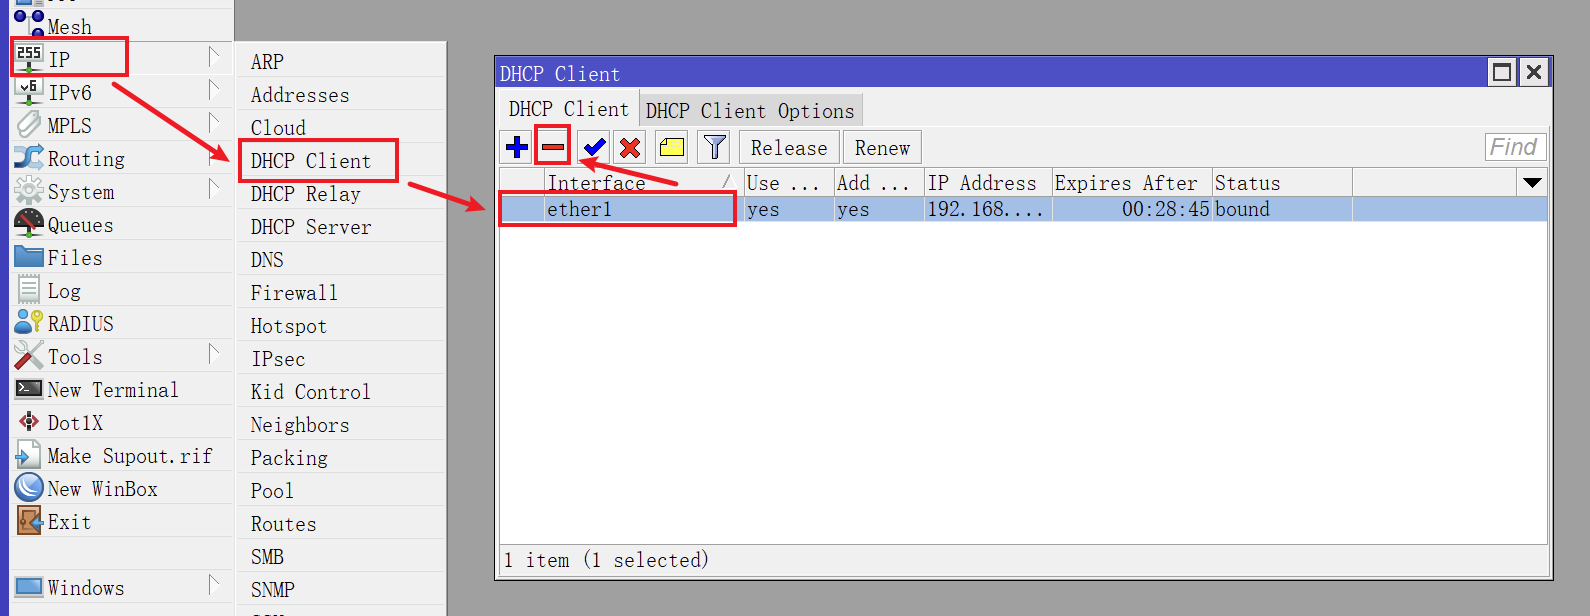 Mesh
255
IP
v6
IPv6
MPLS
Routing
System
Queues
Files
Log
RADIUS
Tools
New Terminal
Dot1X
Make Supout.rif
New WinBox
Exit
Windows
ARP
Addresses
Cloud
DHCP Client
DHCP Relay
DHCP Server
DNS
Firewall
Hotspot
IPsec
Kid Control
Neighbors
Packing
Pool
Routes
SMB
SNMP
DHCP Client
DHCP Client DHCP Client Options
Release Renew Find
Interface Use ... Add ... IP Address Expires After Status
ether1 yes yes 192.168.... 00:28:45 bound
1 item (1 selected)